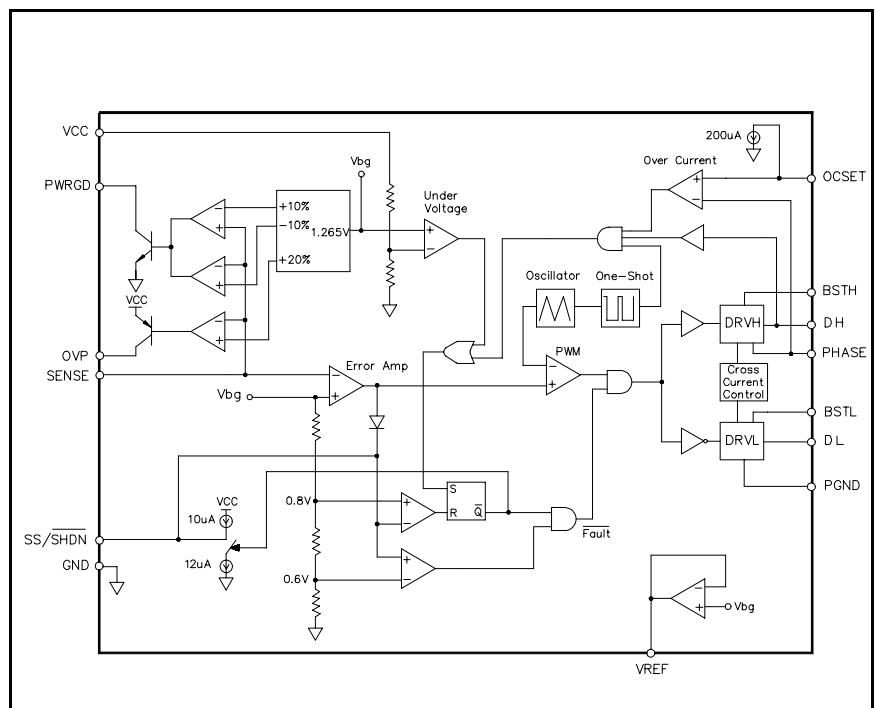 VCC
200uA
Vbg
Over Current
OCSET
PWRGD
Under
Voltage
+10%
-10%
1.265V
+20%
- + - +
- + - +
+ -
+ -
Oscillator
One-Shot
BSTH
VCC
DRVH
DH
OVP
PWM
PHASE
SENSE
Error Amp
Cross
Current
Control
- +
- +
Vbg
BSTL
DRVL
DL
S
R Q̅
PGND
0.8V
+ -
VCC
10uA
SS/S̅H̅D̅N̅
F̅a̅u̅l̅t̅
GND
12uA
0.6V
+ -
- +
Vbg
VREF